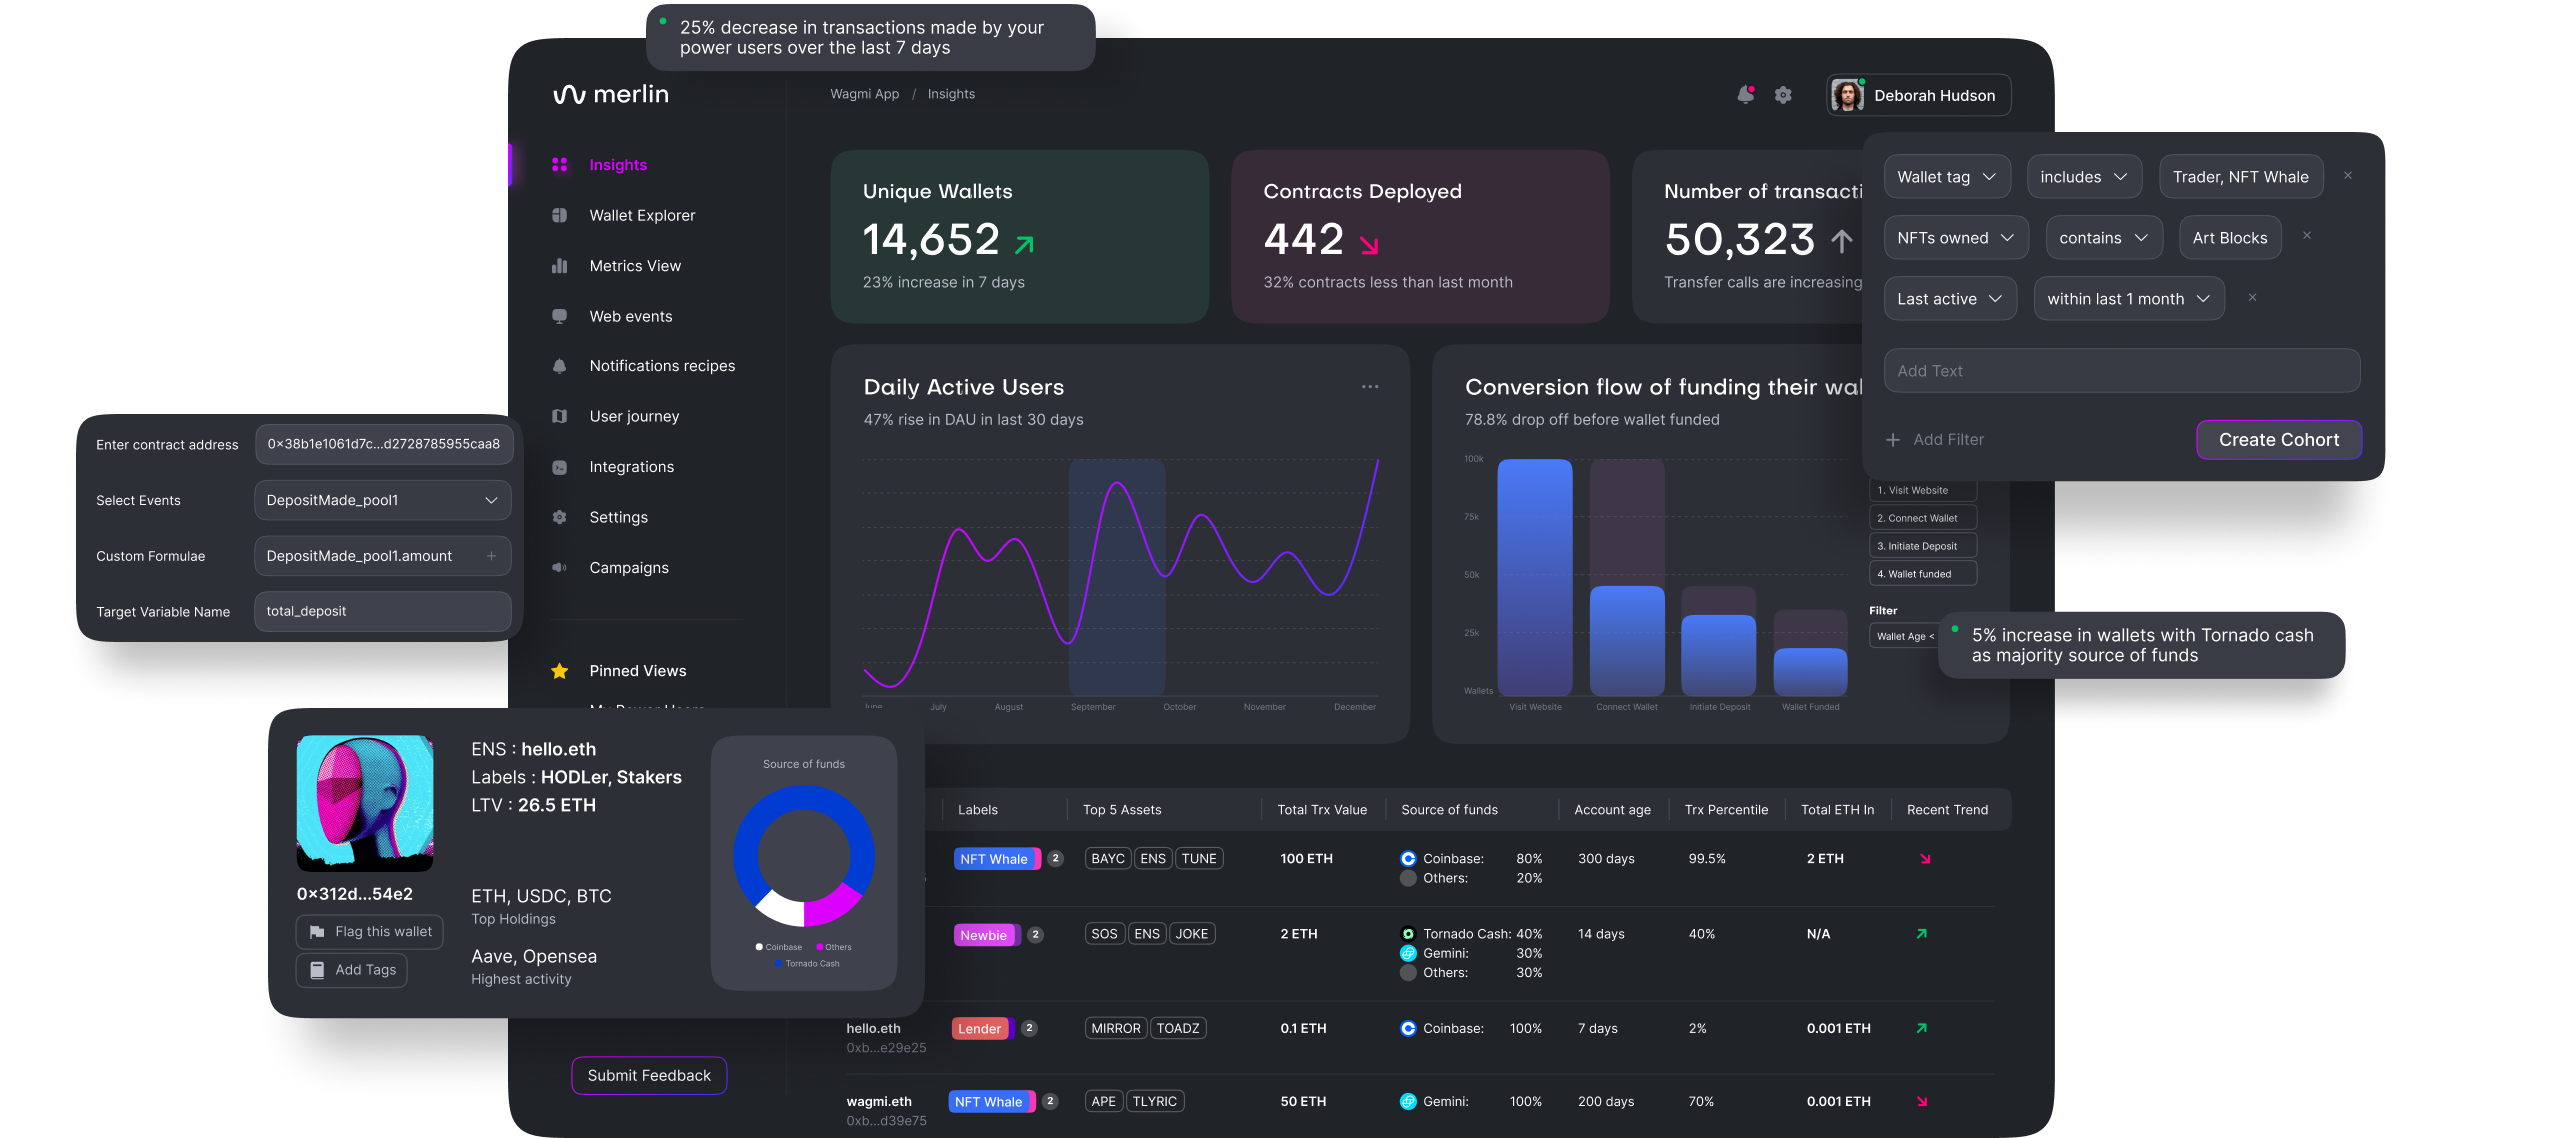 25% decrease in transactions made by your
power users over the last 7 days
merlin
Wagmi App / Insights
Deborah Hudson
Insights
Wallet Explorer
Metrics View
Web events
Notifications recipes
User journey
Integrations
Settings
Campaigns
Pinned Views
Submit Feedback
Unique Wallets
14,652
23% increase in 7 days
Contracts Deployed
442
32% contracts less than last month
Number of transacti
50,323
Transfer calls are increasing
Wallet tag includes Trader, NFT Whale ×
NFTs owned contains Art Blocks ×
Last active within last 1 month ×
Add Text
+ Add Filter Create Cohort
Enter contract address 0×38b1e1061d7c...d2728785955caa8
Select Events DepositMade_pool1
Custom Formulae DepositMade_pool1.amount +
Target Variable Name total_deposit
Daily Active Users
47% rise in DAU in last 30 days
June July August September October November December
Conversion flow of funding their wal
78.8% drop off before wallet funded
100k
75k
50k
25k
Wallets
Visit Website Connect Wallet Initiate Deposit Wallet Funded
1. Visit Website
2. Connect Wallet
3. Initiate Deposit
4. Wallet funded
Filter
Wallet Age <
5% increase in wallets with Tornado cash
as majority source of funds
ENS : hello.eth
Labels : HODLer, Stakers
LTV : 26.5 ETH
0×312d...54e2
Flag this wallet
Add Tags
ETH, USDC, BTC
Top Holdings
Aave, Opensea
Highest activity
Source of funds
Coinbase Others
Tornado Cash
Labels Top 5 Assets Total Trx Value Source of funds Account age Trx Percentile Total ETH In Recent Trend
NFT Whale 2 BAYC ENS TUNE 100 ETH Coinbase: 80% 300 days 99.5% 2 ETH
Others: 20%
Newbie 2 SOS ENS JOKE 2 ETH Tornado Cash: 40% 14 days 40% N/A
Gemini: 30%
Others: 30%
hello.eth Lender 2 MIRROR TOADZ 0.1 ETH Coinbase: 100% 7 days 2% 0.001 ETH
0xb...e29e25
wagmi.eth NFT Whale 2 APE TLYRIC 50 ETH Gemini: 100% 200 days 70% 0.001 ETH
0xb...d39e75